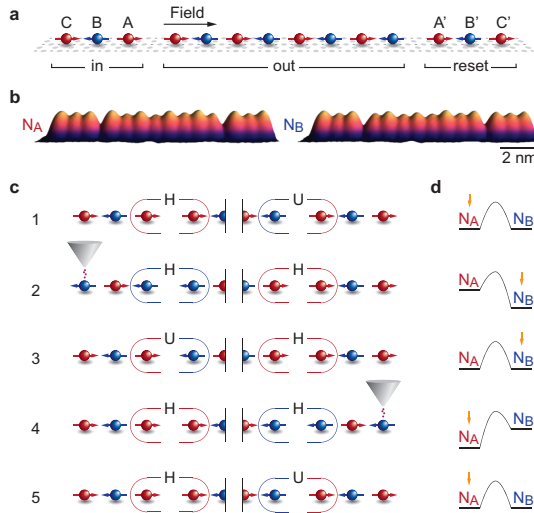 a
C B A Field A' B' C'
in out reset
b
NA NB
2 nm
c d
1 H U NA NB
2 H H NA NB
3 U H NA NB
4 H H NA NB
5 H U NA NB